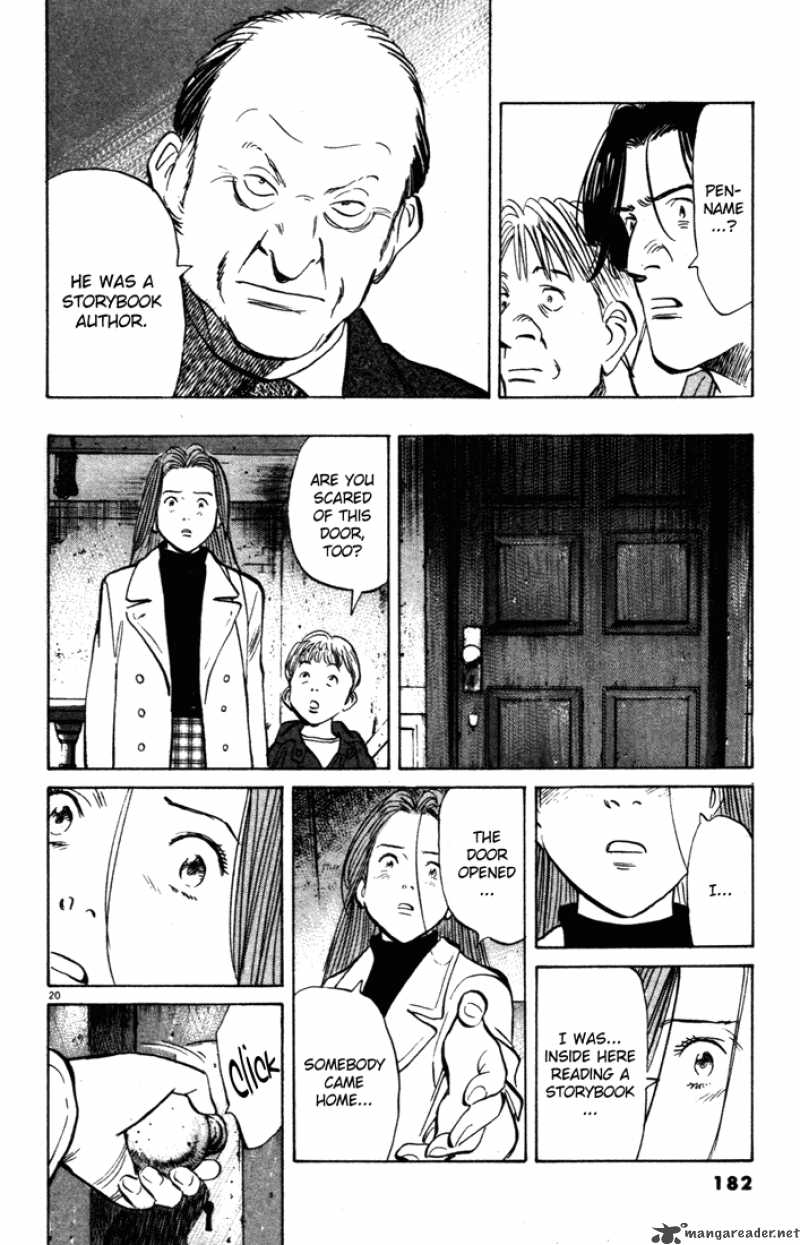 PEN-
NAME
...?
HE WAS A
STORYBOOK
AUTHOR.
ARE YOU
SCARED
OF THIS
DOOR,
TOO?
I...
I WAS...
INSIDE HERE
READING A
STORYBOOK
...
THE
DOOR
OPENED
...
SOMEBODY
CAME
HOME...
20
Click
182
mangareader.net